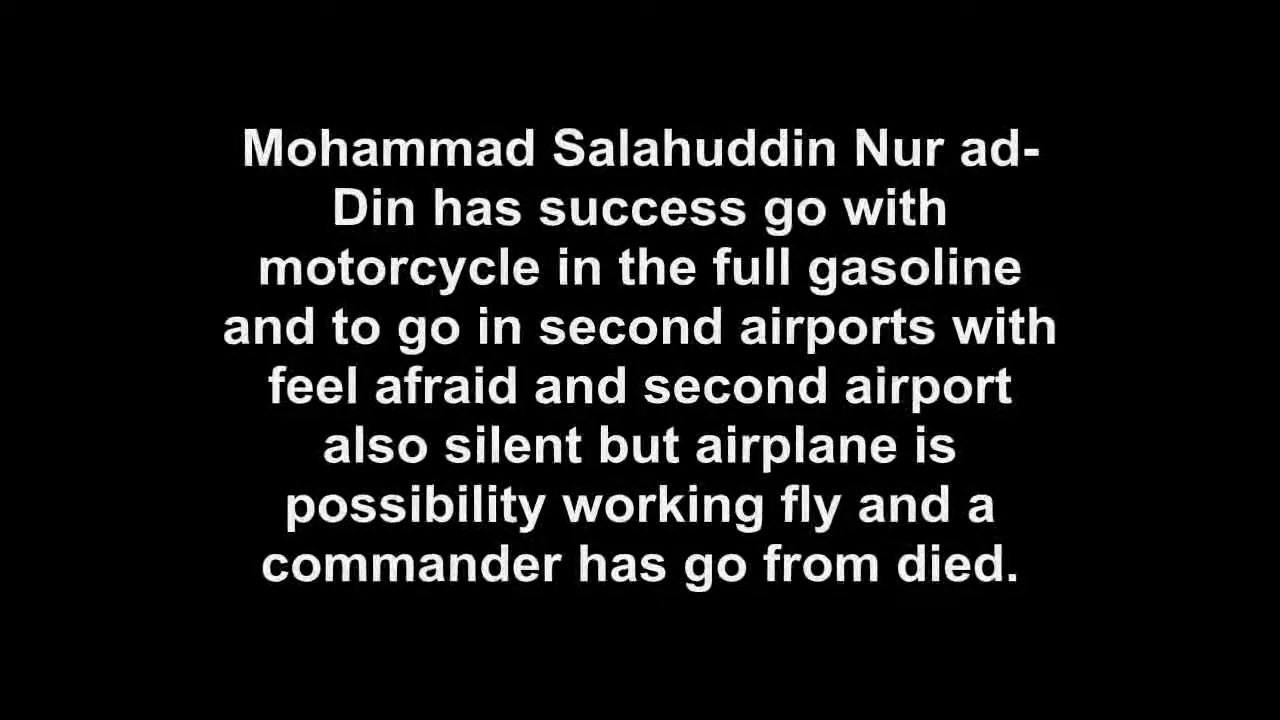 Mohammad Salahuddin Nur ad-
Din has success go with
motorcycle in the full gasoline
and to go in second airports with
feel afraid and second airport
also silent but airplane is
possibility working fly and a
commander has go from died.